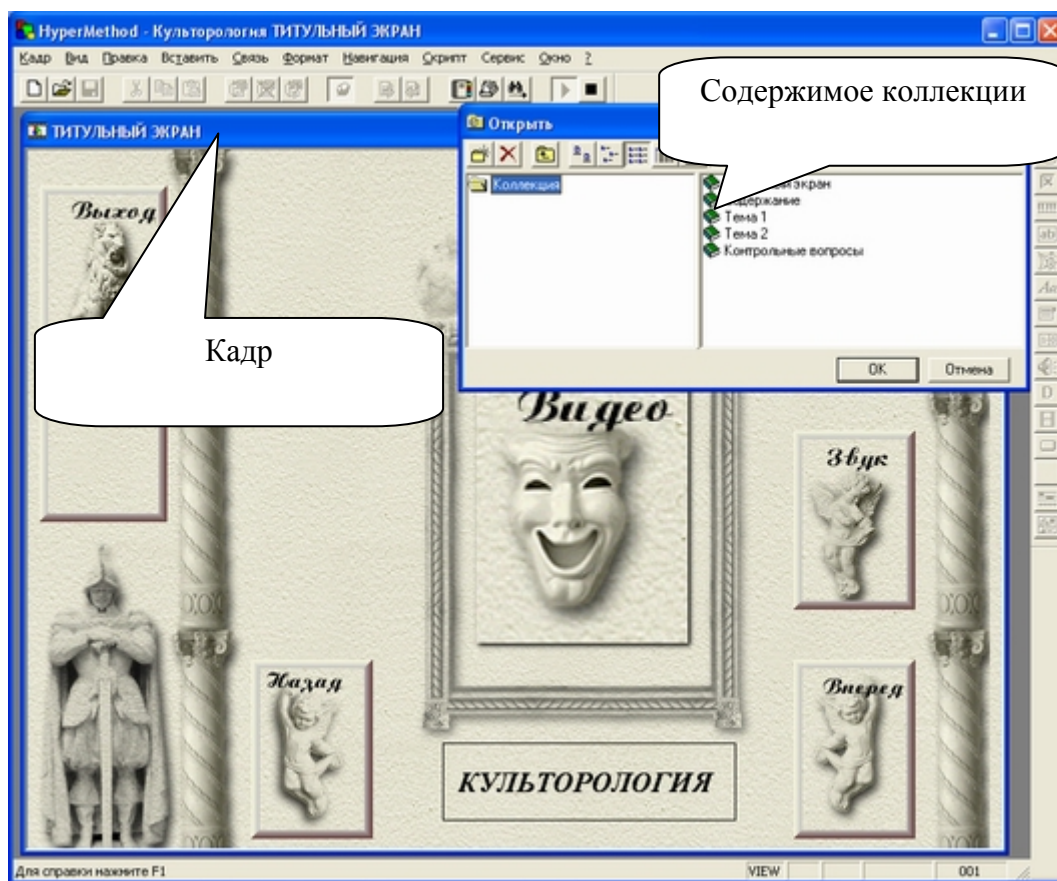 HyperMethod - Культорология ТИТУЛЬНЫЙ ЭКРАН
Кадр Вид Правка Вставить Связь Формат Навигация Скрипт Сервис Окно ?
Содержимое коллекции
ТИТУЛЬНЫЙ ЭКРАН
Открыть
Коллекция
экран
Содержание
Тема 1
Тема 2
Контрольные вопросы
Выход
Кадр
OK Отмена
Видео
Звук
Назад
Вперед
КУЛЬТОРОЛОГИЯ
Для справки нажмите F1
VIEW
001